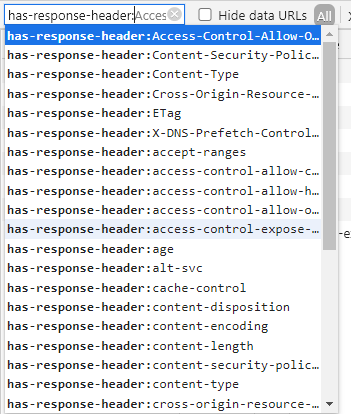 has-response-header:Acces
Hide data URLs
All
has-response-header:Access-Control-Allow-O…
has-response-header:Content-Security-Polic…
has-response-header:Content-Type
has-response-header:Cross-Origin-Resource-…
has-response-header:ETag
has-response-header:X-DNS-Prefetch-Control
has-response-header:accept-ranges
has-response-header:access-control-allow-c…
has-response-header:access-control-allow-h…
has-response-header:access-control-allow-o…
has-response-header:access-control-expose-…
has-response-header:age
has-response-header:alt-svc
has-response-header:cache-control
has-response-header:content-disposition
has-response-header:content-encoding
has-response-header:content-length
has-response-header:content-security-polic…
has-response-header:content-type
has-response-header:cross-origin-resource-…